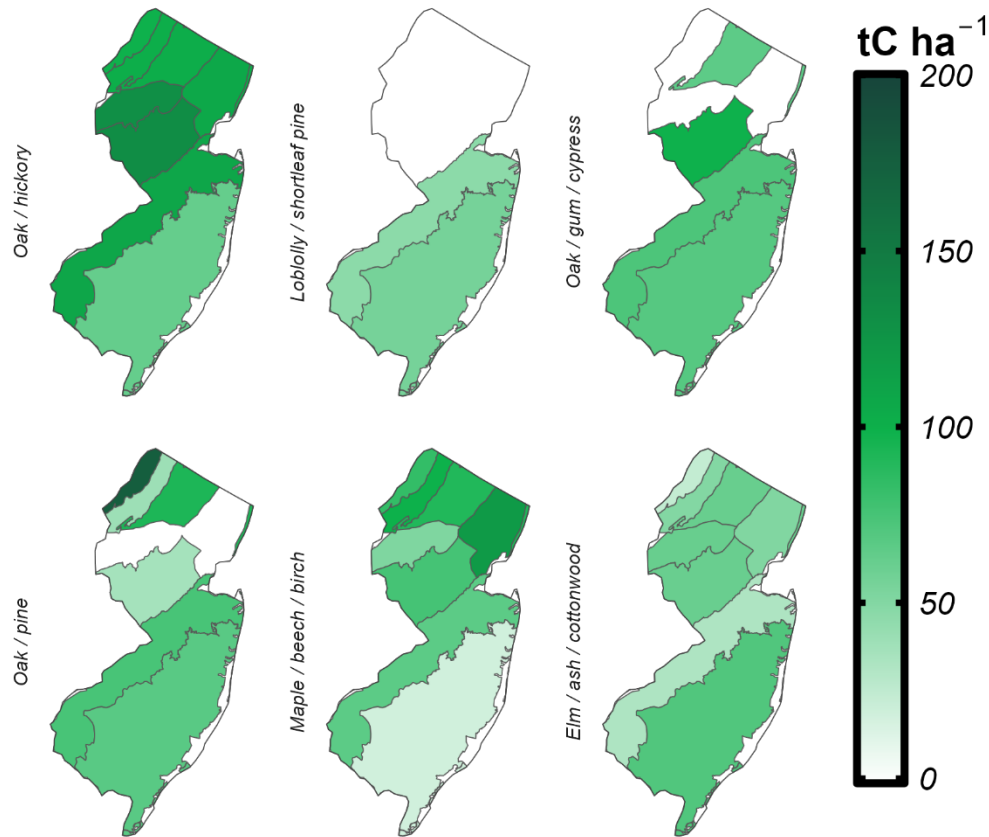 tC ha⁻¹
200
150
100
50
0
Oak / hickory
Loblolly / shortleaf pine
Oak / gum / cypress
Oak / pine
Maple / beech / birch
Elm / ash / cottonwood